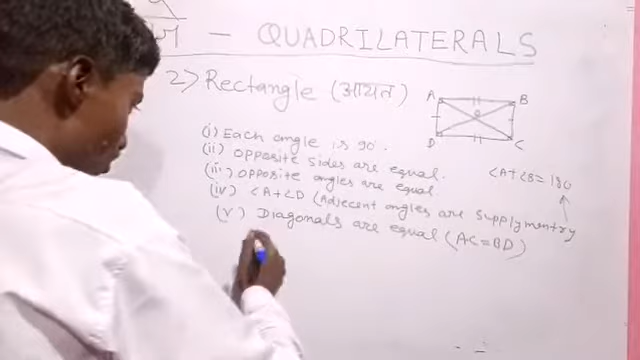 - QUADRILATERALS
2) Rectangle (आयत)
A B
D C
(i) Each angle is 90°.
(ii) Opposite sides are equal.
(iii) Opposite angles are equal
<A+<B= 180
(iv) <A+<D (Adjecent angles are Supplymentry
(v) Diagonals are equal (AC=BD)